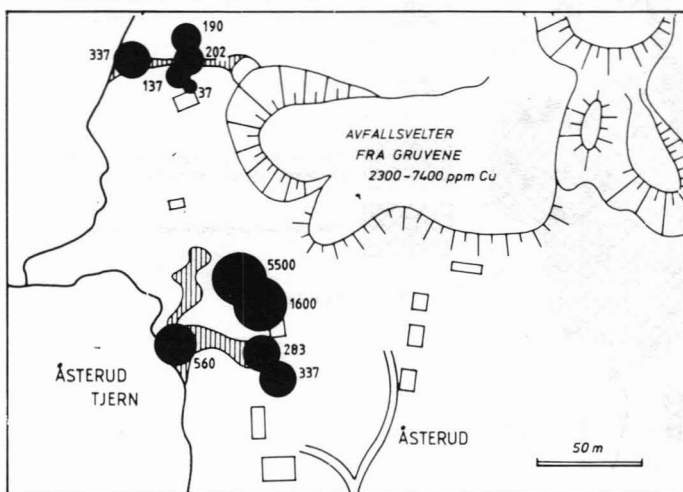 190
337
202
137
37
AVFALLSVELTER
FRA GRUVENE
2300-7400 ppm Cu
5500
1600
560
283
337
ÅSTERUD
TJERN
ÅSTERUD
50 m